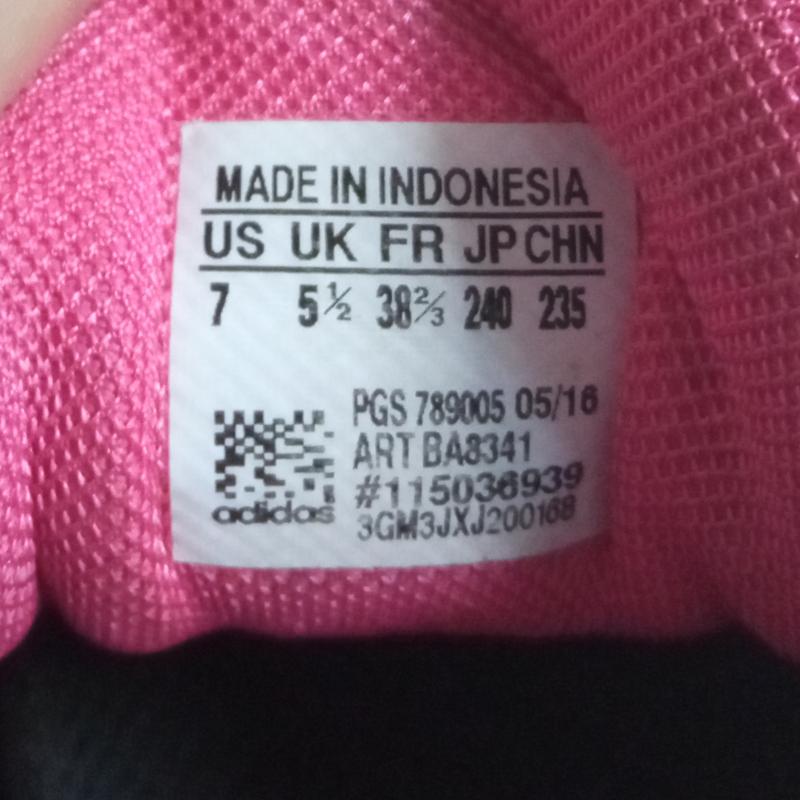 MADE IN INDONESIA
US UK FR JP CHN
7 5½ 38⅔ 240 235
PGS 789005 05/16
ART BA8341
#115036939
3GM3JXJ200168
adidas